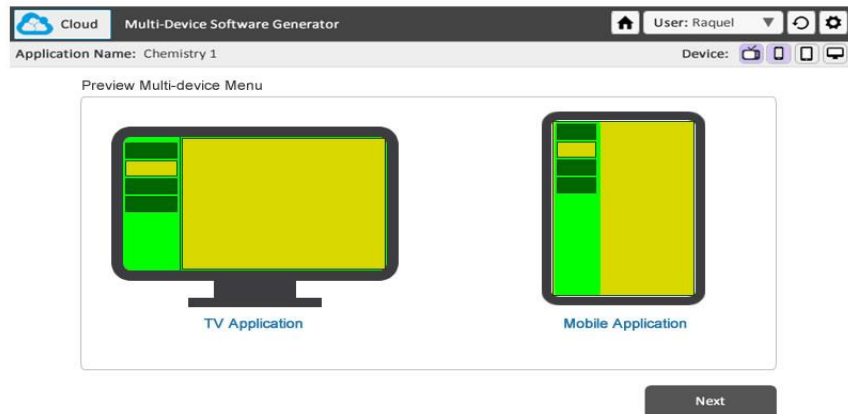 Cloud Multi-Device Software Generator User: Raquel
Application Name: Chemistry 1 Device:
Preview Multi-device Menu
TV Application Mobile Application
Next